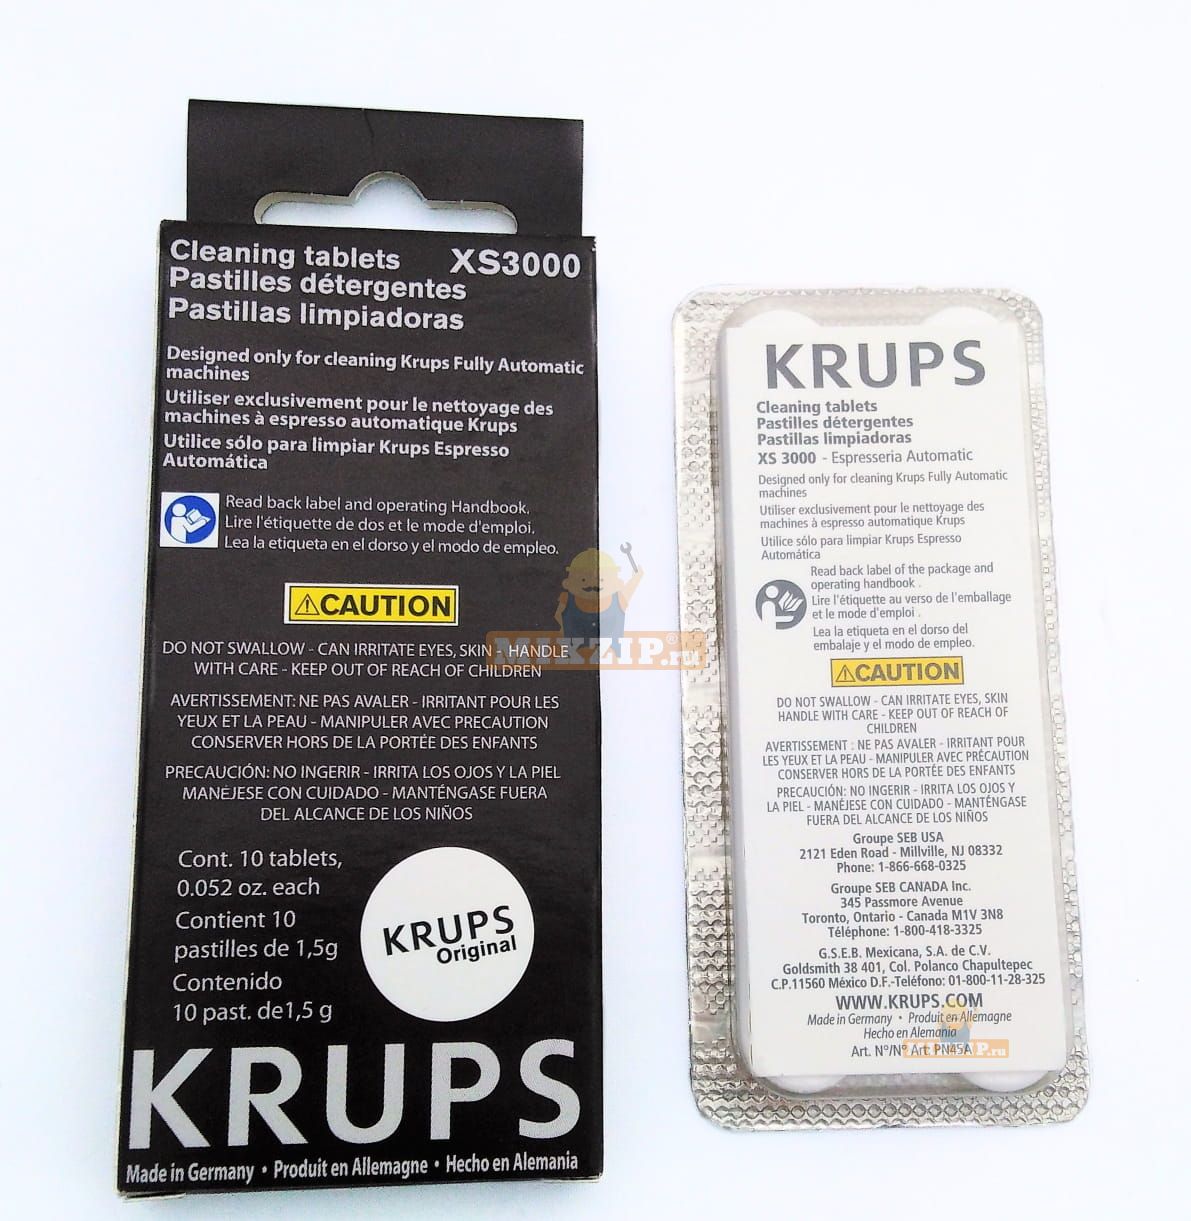 Cleaning tablets XS3000
Pastilles détergentes
Pastillas limpiadoras
Designed only for cleaning Krups Fully Automatic
machines
Utiliser exclusivement pour le nettoyage des
machines à espresso automatique Krups
Utilice sólo para limpiar Krups Espresso
Automática
Read back label and operating Handbook.
Lire l'étiquette de dos et le mode d'emploi.
Lea la etiqueta en el dorso y el modo de empleo.
CAUTION
DO NOT SWALLOW - CAN IRRITATE EYES, SKIN - HANDLE
WITH CARE - KEEP OUT OF REACH OF CHILDREN
AVERTISSEMENT: NE PAS AVALER - IRRITANT POUR LES
YEUX ET LA PEAU - MANIPULER AVEC PRECAUTION
CONSERVER HORS DE LA PORTÉE DES ENFANTS
PRECAUCIÓN: NO INGERIR - IRRITA LOS OJOS Y LA PIEL
MANÉJESE CON CUIDADO - MANTÉNGASE FUERA
DEL ALCANCE DE LOS NIÑOS
Cont. 10 tablets,
0.052 oz. each
Contient 10
pastilles de 1,5g
Contenido
10 past. de1,5 g
KRUPS
Original
KRUPS
Made in Germany • Produit en Allemagne • Hecho en Alemania
MIKZIP®.ru
KRUPS
Cleaning tablets
Pastilles détergentes
Pastillas limpiadoras
XS 3000 - Espresseria Automatic
Designed only for cleaning Krups Fully Automatic
machines
Utiliser exclusivement pour le nettoyage des
machines à espresso automatique Krups
Utilice sólo para limpiar Krups Espresso
Automática
Read back label of the package and
operating handbook .
Lire l'étiquette au verso de l'emballage
et le mode d'emploi .
Lea la etiqueta en el dorso del
embalaje y el modo de empleo.
CAUTION
DO NOT SWALLOW - CAN IRRITATE EYES, SKIN
HANDLE WITH CARE - KEEP OUT OF REACH OF
CHILDREN
AVERTISSEMENT : NE PAS AVALER - IRRITANT POUR
LES YEUX ET LA PEAU - MANIPULER AVEC PRÉCAUTION
CONSERVER HORS DE LA PORTÉE DES ENFANTS
PRECAUCIÓN: NO INGERIR - IRRITA LOS OJOS Y
LA PIEL - MANÉJESE CON CUIDADO - MANTÉNGASE
FUERA DEL ALCANCE DE LOS NIÑOS
Groupe SEB USA
2121 Eden Road - Millville, NJ 08332
Phone: 1-866-668-0325
Groupe SEB CANADA Inc.
345 Passmore Avenue
Toronto, Ontario - Canada M1V 3N8
Téléphone: 1-800-418-3325
G.S.E.B. Mexicana, S.A. de C.V.
Goldsmith 38 401, Col. Polanco Chapultepec
C.P.11560 México D.F.-Teléfono: 01-800-11-28-325
WWW.KRUPS.COM
Made in Germany • Produit en Allemagne
Hecho en Alemania
Art. N°/N° Art: PN45A
MIKZIP.ru